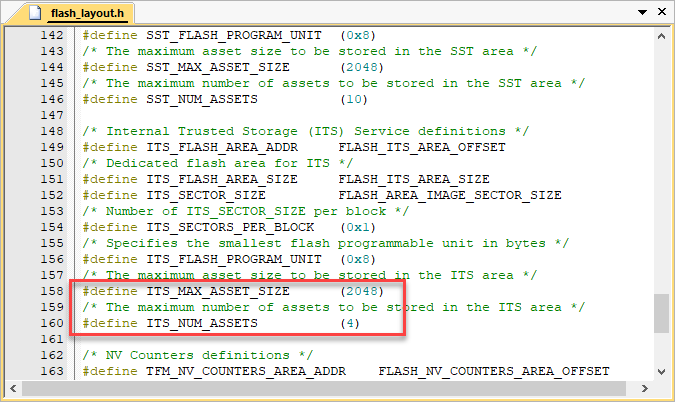 flash_layout.h
142 #define SST_FLASH_PROGRAM_UNIT (0x8)
143 /* The maximum asset size to be stored in the SST area */
144 #define SST_MAX_ASSET_SIZE (2048)
145 /* The maximum number of assets to be stored in the SST area */
146 #define SST_NUM_ASSETS (10)
147
148 /* Internal Trusted Storage (ITS) Service definitions */
149 #define ITS_FLASH_AREA_ADDR FLASH_ITS_AREA_OFFSET
150 /* Dedicated flash area for ITS */
151 #define ITS_FLASH_AREA_SIZE FLASH_ITS_AREA_SIZE
152 #define ITS_SECTOR_SIZE FLASH_AREA_IMAGE_SECTOR_SIZE
153 /* Number of ITS_SECTOR_SIZE per block */
154 #define ITS_SECTORS_PER_BLOCK (0x1)
155 /* Specifies the smallest flash programmable unit in bytes */
156 #define ITS_FLASH_PROGRAM_UNIT (0x8)
157 /* The maximum asset size to be stored in the ITS area */
158 #define ITS_MAX_ASSET_SIZE (2048)
159 /* The maximum number of assets to be stored in the ITS area */
160 #define ITS_NUM_ASSETS (4)
161
162 /* NV Counters definitions */
163 #define TFM_NV_COUNTERS_AREA_ADDR FLASH_NV_COUNTERS_AREA_OFFSET